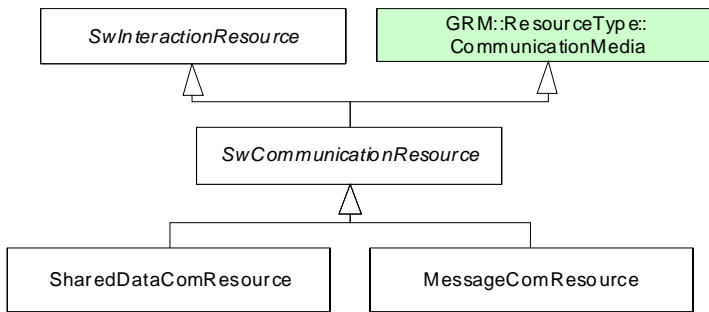 SwInteractionResource
GRM::ResourceType::
CommunicationMedia
SwCommunicationResource
SharedDataComResource
MessageComResource